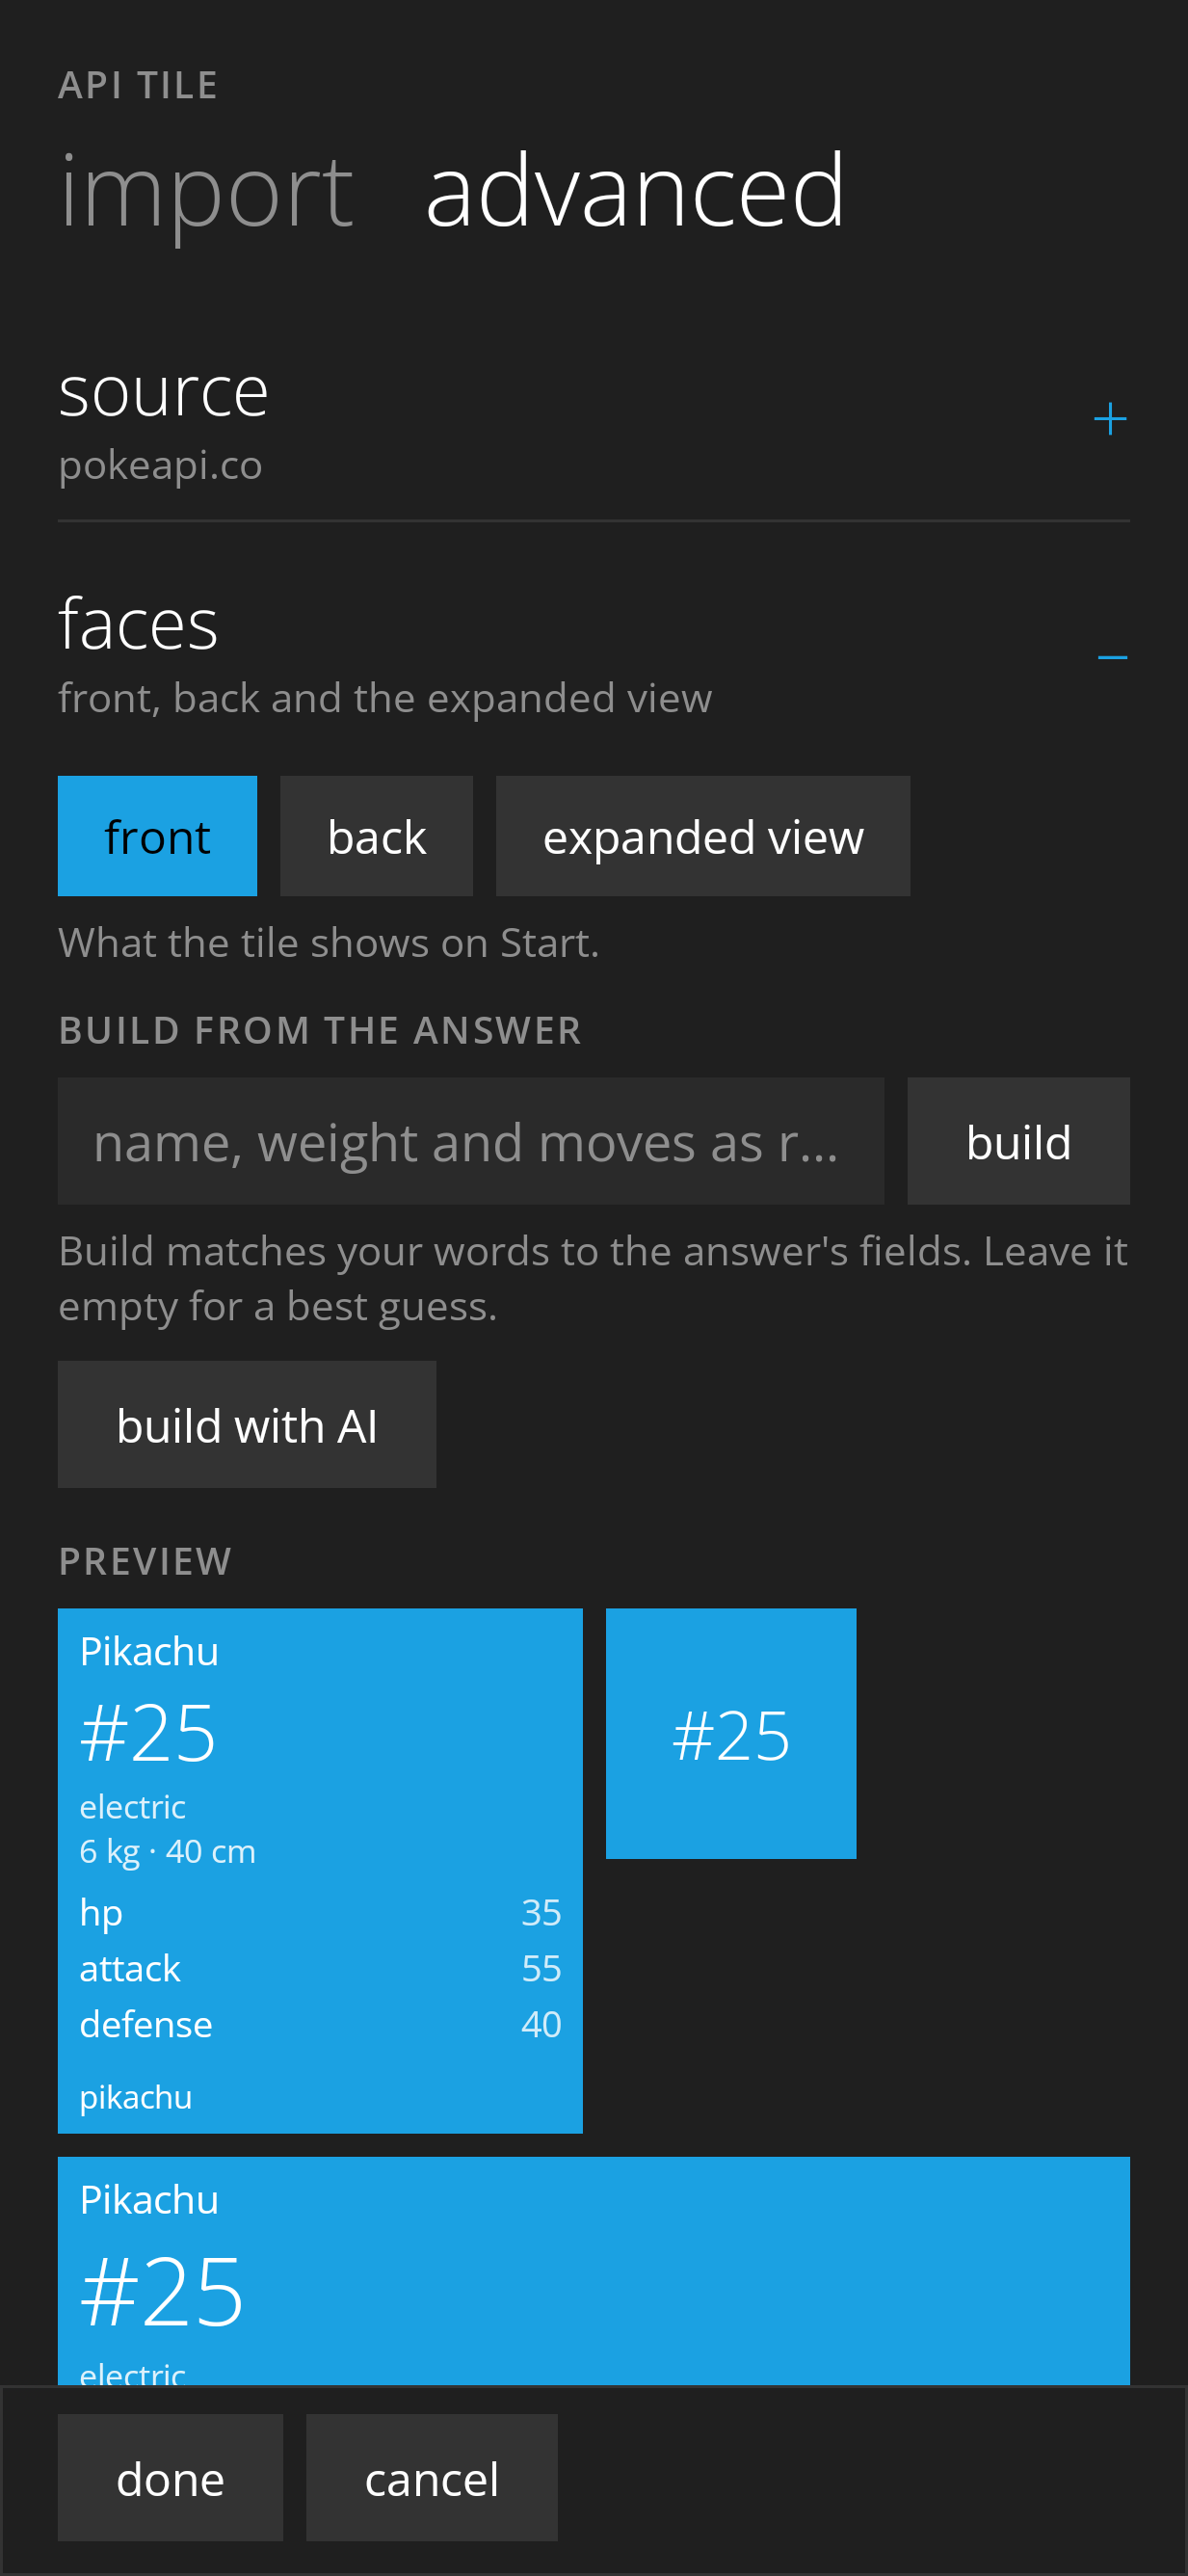 API TILE
import advanced
source
pokeapi.co
+
faces
front, back and the expanded view
–
front back expanded view
What the tile shows on Start.
BUILD FROM THE ANSWER
name, weight and moves as r... build
Build matches your words to the answer's fields. Leave it
empty for a best guess.
build with AI
PREVIEW
Pikachu
#25
electric
6 kg · 40 cm
hp 35
attack 55
defense 40
pikachu
#25
Pikachu
#25
electric
done cancel